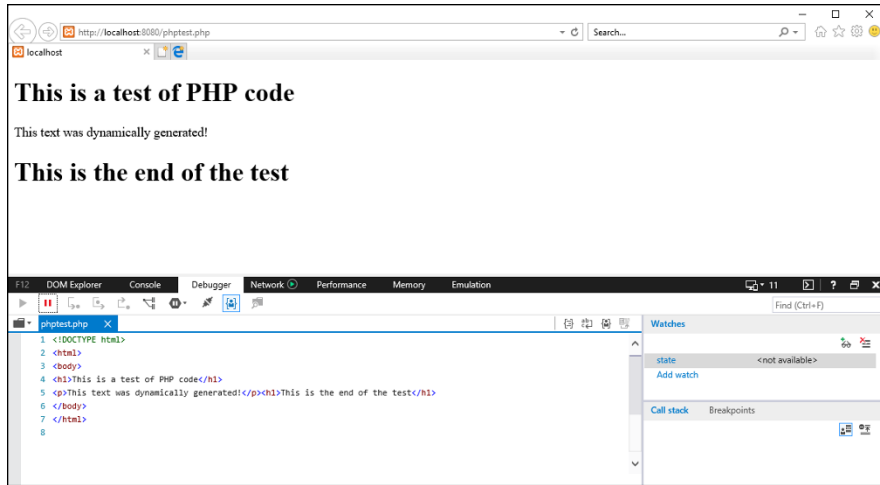 http://localhost:8080/phptest.php
Search...
localhost
This is a test of PHP code
This text was dynamically generated!
This is the end of the test
F12 DOM Explorer Console Debugger Network Performance Memory Emulation 11 ?
Find (Ctrl+F)
phptest.php
Watches
1 <!DOCTYPE html>
2 <html>
3 <body>
4 <h1>This is a test of PHP code</h1>
5 <p>This text was dynamically generated!</p><h1>This is the end of the test</h1>
6 </body>
7 </html>
8
state <not available>
Add watch
Call stack Breakpoints